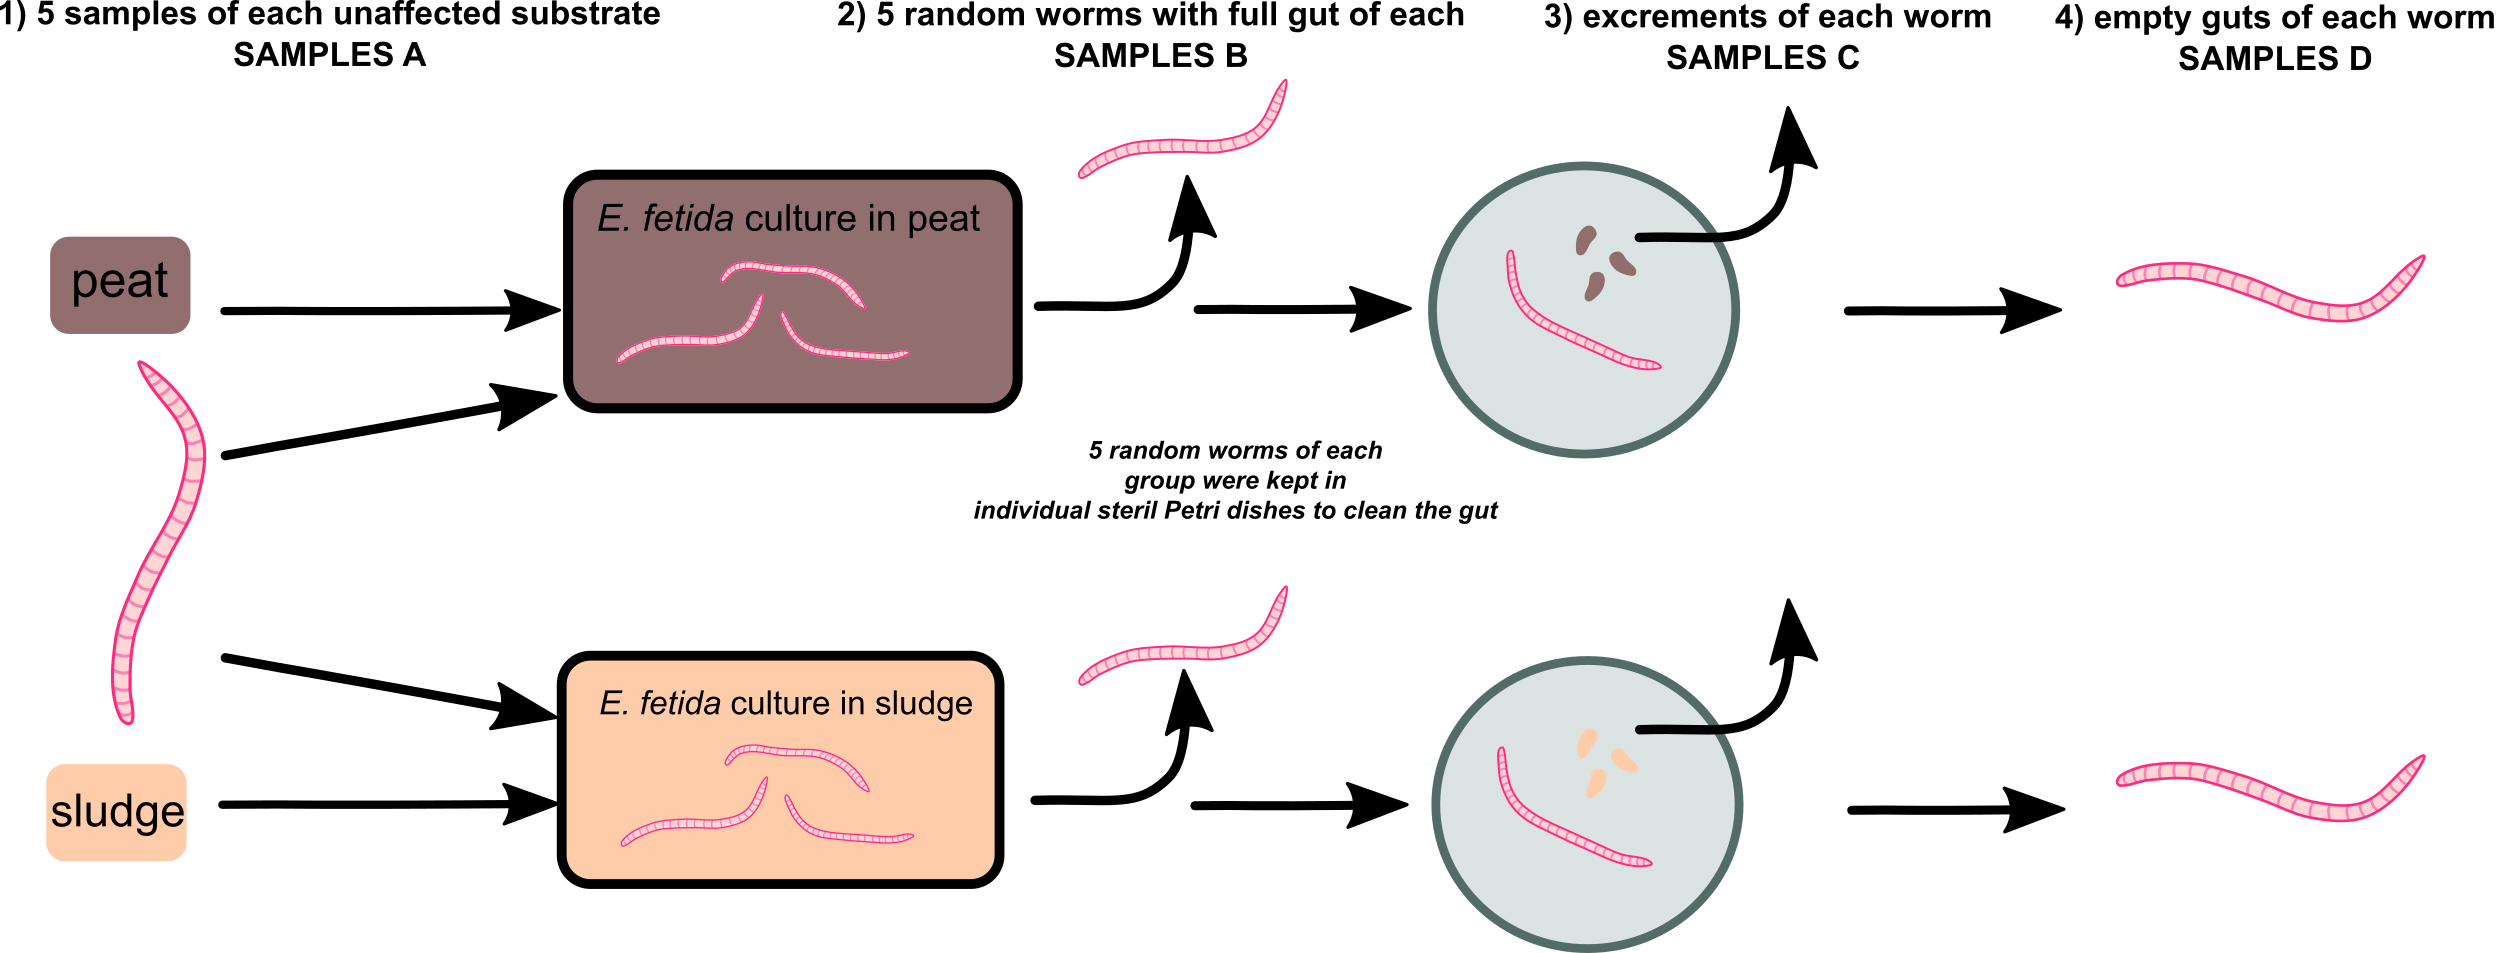 1) 5 samples of each unnaffected substrate
SAMPLES A
2) 5 random worms with full gut of each
SAMPLES B
3) excrements of each worm
SAMPLES C
4) empty guts of each worm
SAMPLES D
peat
E. fetida culture in peat
5 random worms of each
group were kept in
individual steril Petri dishes to clean the gut
E. fetida culture in sludge
sludge